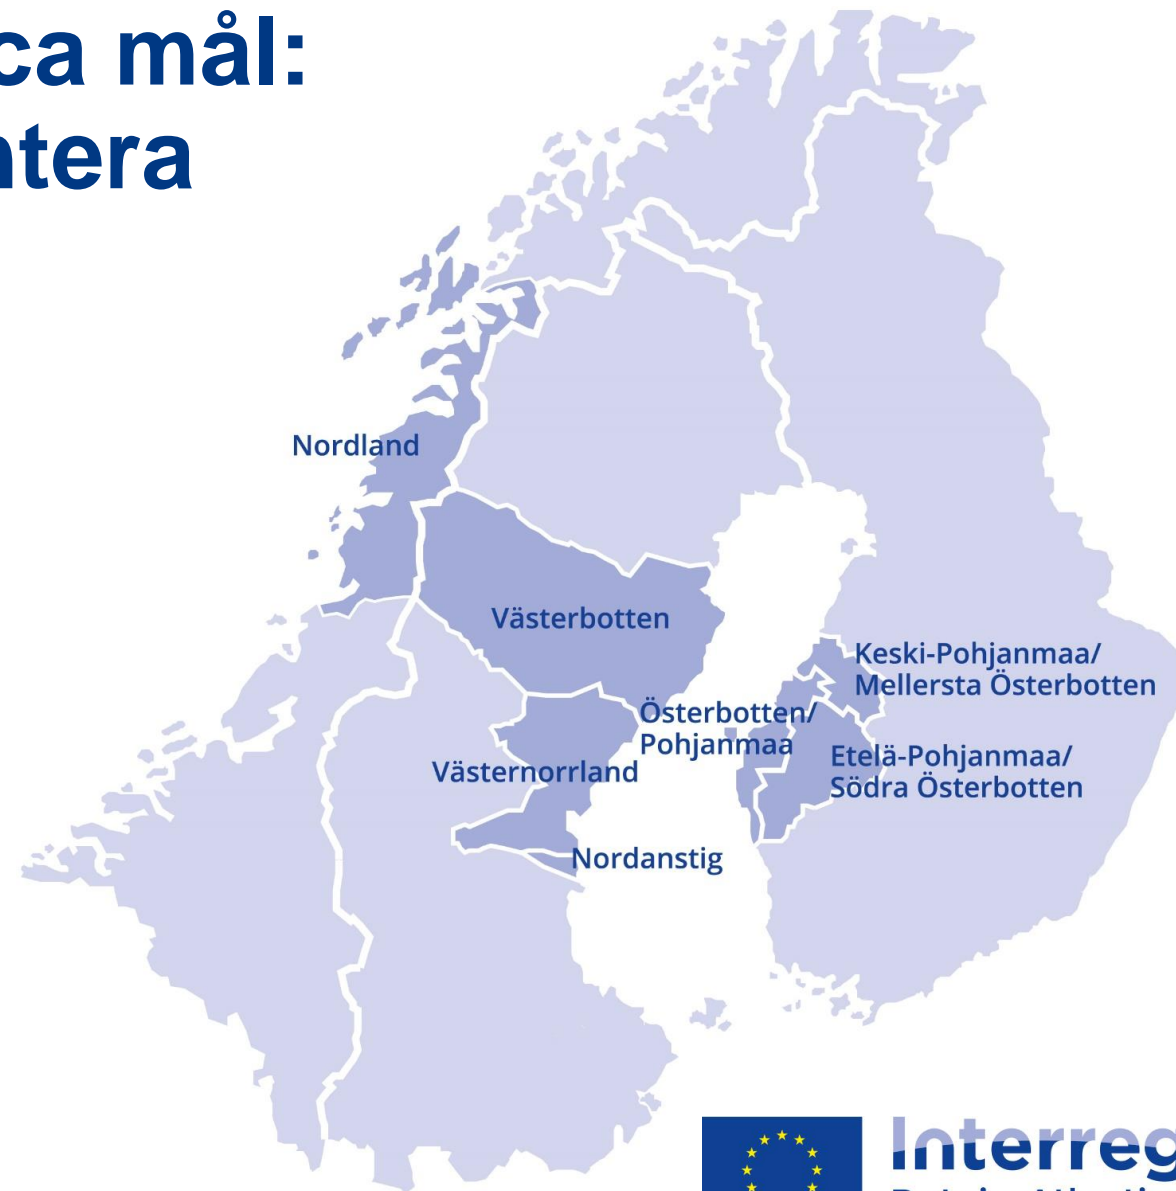 ca mål:
ntera
Nordland
Västerbotten
Keski-Pohjanmaa/
Mellersta Österbotten
Österbotten/
Pohjanmaa
Etelä-Pohjanmaa/
Södra Österbotten
Västernorrland
Nordanstig
Interreg